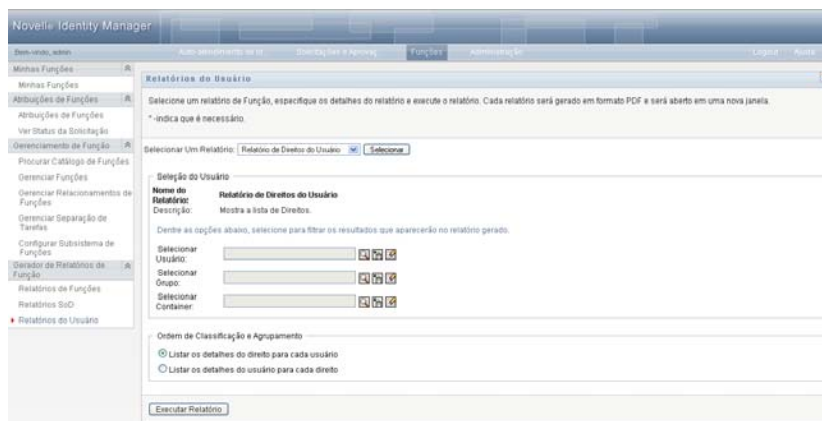 Novell® Identity Manager
Bem-vindo, admin
Funções
Administração
Logout
Ajuda
Minhas Funções
Minhas Funções
Atribuições de Funções
Atribuições de Funções
Ver Status da Solicitação
Gerenciamento de Função
Procurar Catálogo de Funções
Gerenciar Funções
Gerenciar Relacionamentos de
Funções
Gerenciar Separação de
Tarefas
Configurar Subsistema de
Funções
Gerador de Relatórios de
Função
Relatórios de Funções
Relatórios SoD
Relatórios do Usuário
Relatórios do Usuário
Selecione um relatório de Função, especifique os detalhes do relatório e execute o relatório. Cada relatório será gerado em formato PDF e será aberto em uma nova janela.
* -indica que é necessário.
Selecionar Um Relatório: Relatório de Direitos do Usuário Selecionar
Seleção do Usuário
Nome do
Relatório: Relatório de Direitos do Usuário
Descrição: Mostra a lista de Direitos.
Dentre as opções abaixo, selecione para filtrar os resultados que aparecerão no relatório gerado.
Selecionar
Usuário:
Selecionar
Grupo:
Selecionar
Container:
Ordem de Classificação e Agrupamento
Listar os detalhes do direito para cada usuário
Listar os detalhes do usuário para cada direito
Executar Relatório